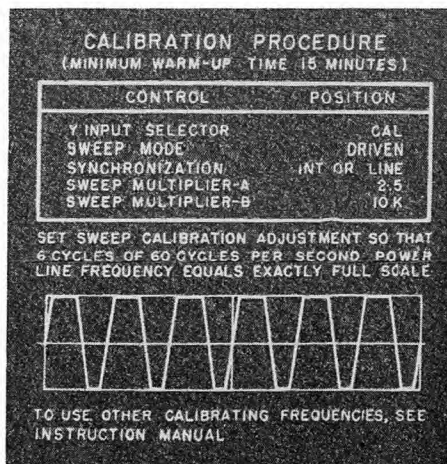 CALIBRATION PROCEDURE
(MINIMUM WARM-UP TIME 15 MINUTES)
CONTROL POSITION
Y INPUT SELECTOR CAL
SWEEP MODE DRIVEN
SYNCHRONIZATION INT OR LINE
SWEEP MULTIPLIER-A 2.5
SWEEP MULTIPLIER-B 10K
SET SWEEP CALIBRATION ADJUSTMENT SO THAT
6 CYCLES OF 60 CYCLES PER SECOND POWER
LINE FREQUENCY EQUALS EXACTLY FULL SCALE
TO USE OTHER CALIBRATING FREQUENCIES, SEE
INSTRUCTION MANUAL